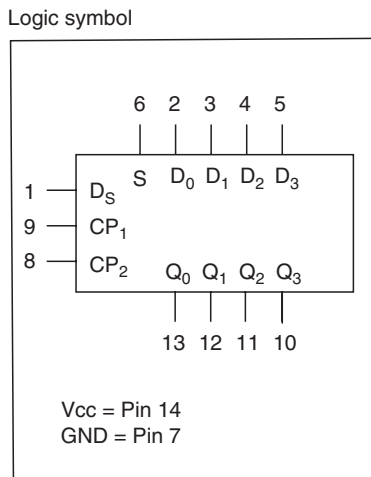 Logic symbol
6 2 3 4 5
S D₀ D₁ D₂ D₃
1 Dₛ
9 CP₁
8 CP₂
Q₀ Q₁ Q₂ Q₃
13 12 11 10
Vcc = Pin 14
GND = Pin 7